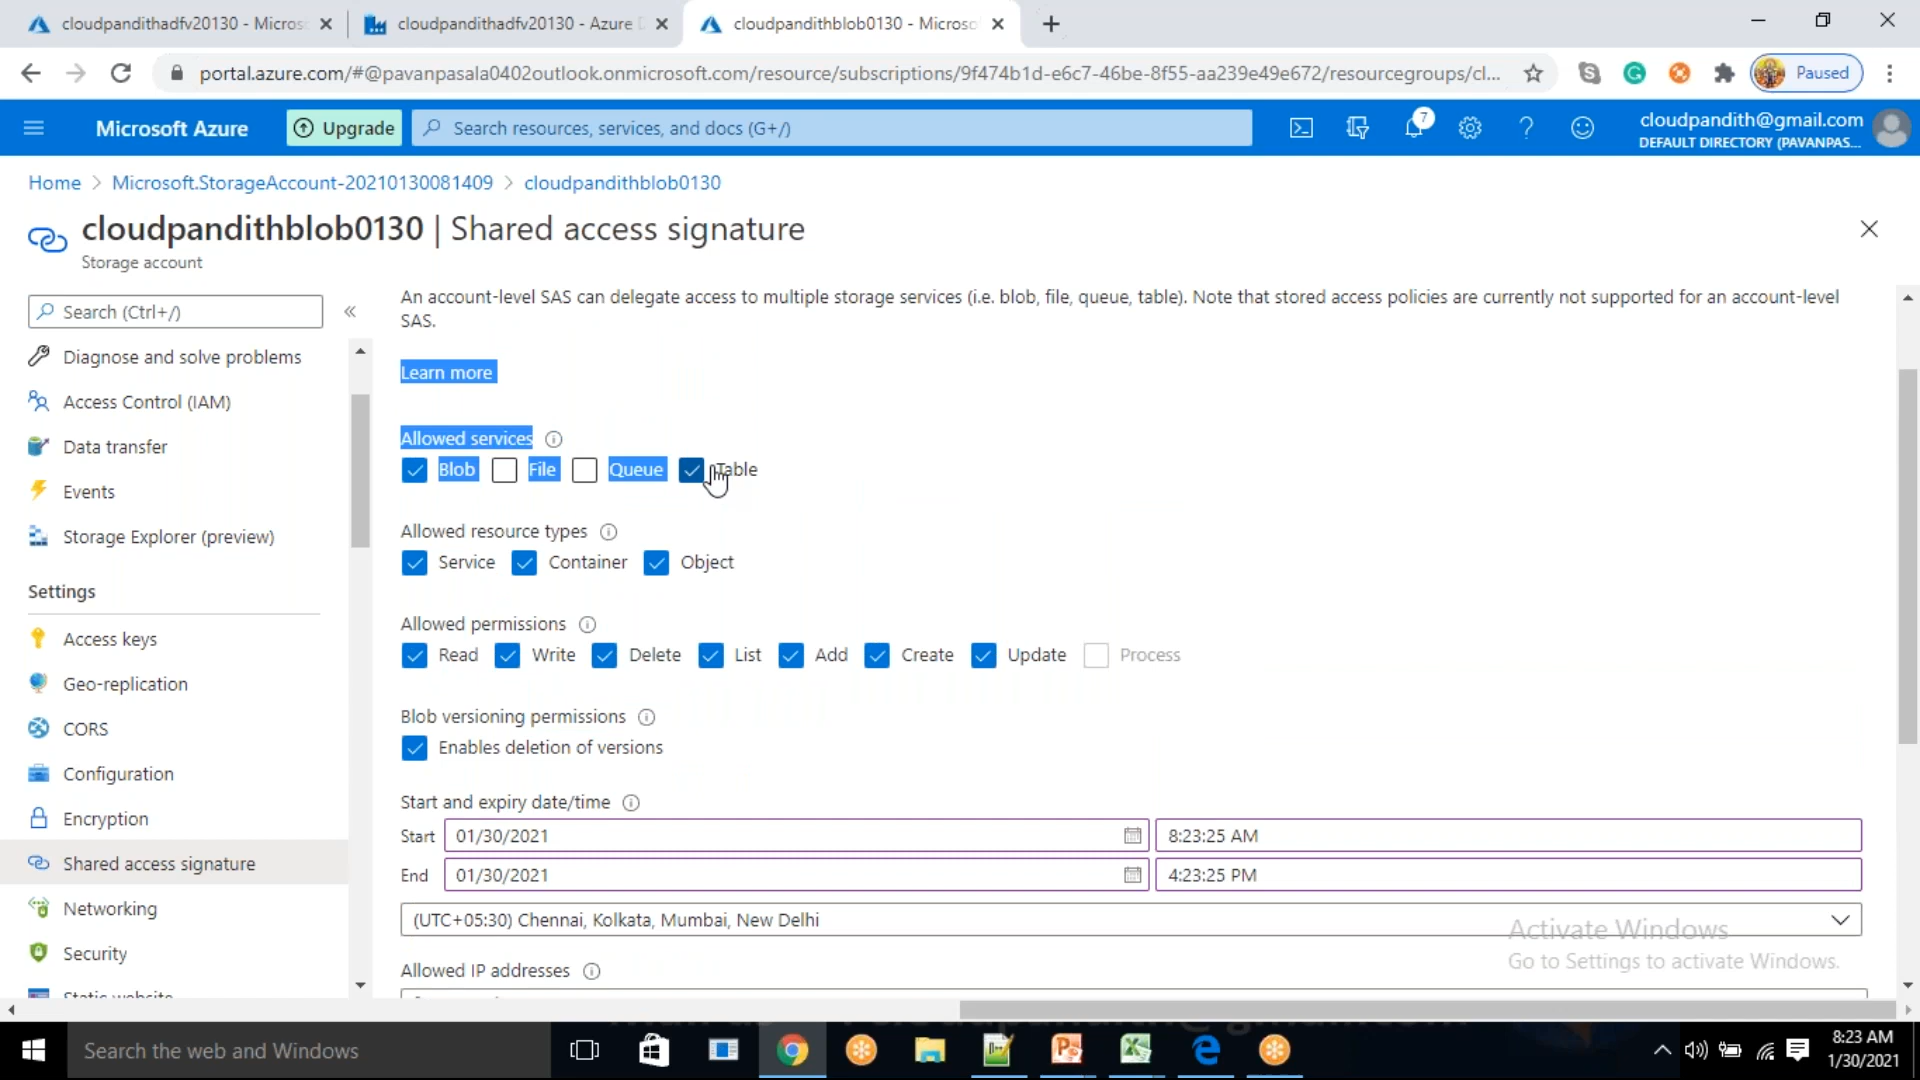 cloudpandithadfv20130 - Micros
cloudpandithadfv20130 - Azure D
cloudpandithblob0130 - Microso
portal.azure.com/#@pavanpasala0402outlook.onmicrosoft.com/resource/subscriptions/9f474b1d-e6c7-46be-8f55-aa239e49e672/resourcegroups/cl...
Paused
Microsoft Azure
Upgrade
Search resources, services, and docs (G+/)
7
cloudpandith@gmail.com
DEFAULT DIRECTORY (PAVANPAS...
Home > Microsoft.StorageAccount-20210130081409 > cloudpandithblob0130
cloudpandithblob0130 | Shared access signature
Storage account
Search (Ctrl+/)
Diagnose and solve problems
Access Control (IAM)
Data transfer
Events
Storage Explorer (preview)
Settings
Access keys
Geo-replication
CORS
Configuration
Encryption
Shared access signature
Networking
Security
Static website
An account-level SAS can delegate access to multiple storage services (i.e. blob, file, queue, table). Note that stored access policies are currently not supported for an account-level
SAS.
Learn more
Allowed services
Blob File Queue Table
Allowed resource types
Service Container Object
Allowed permissions
Read Write Delete List Add Create Update Process
Blob versioning permissions
Enables deletion of versions
Start and expiry date/time
Start 01/30/2021 8:23:25 AM
End 01/30/2021 4:23:25 PM
(UTC+05:30) Chennai, Kolkata, Mumbai, New Delhi
Allowed IP addresses
Activate Windows
Go to Settings to activate Windows.
Search the web and Windows
8:23 AM
1/30/2021